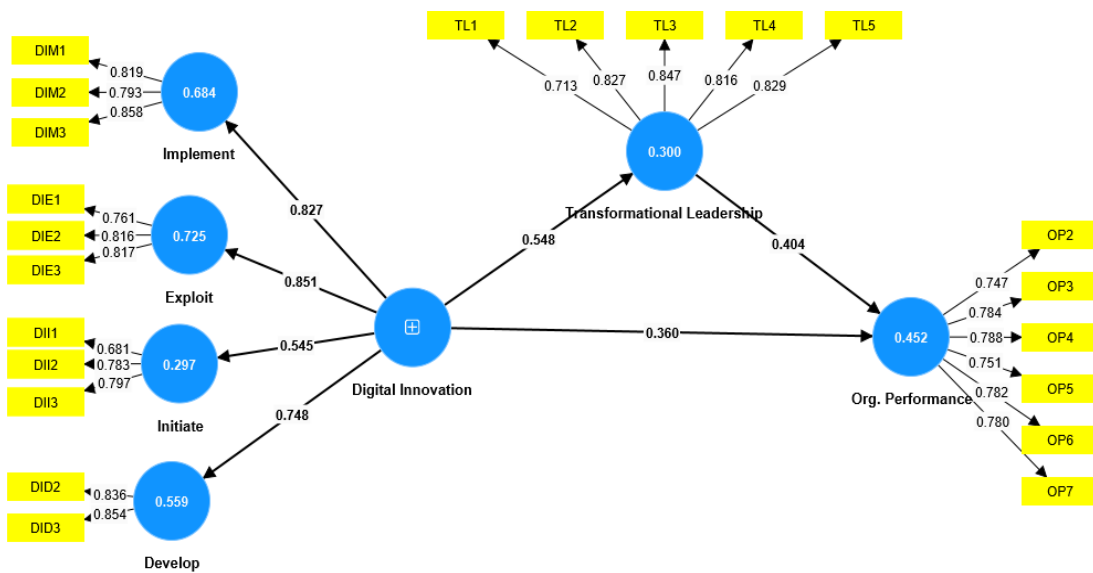 TL1
TL2
TL3
TL4
TL5
0.713
0.827
0.847
0.816
0.829
0.300
Transformational Leadership
DIM1
DIM2
DIM3
0.819
0.793
0.858
0.684
Implement
0.827
DIE1
DIE2
DIE3
0.761
0.816
0.817
0.725
Exploit
0.851
DII1
DII2
DII3
0.681
0.783
0.797
0.297
Initiate
0.545
DID2
DID3
0.836
0.854
0.559
Develop
0.748
Digital Innovation
0.548
0.404
0.360
0.452
Org. Performance
0.747
0.784
0.788
0.751
0.782
0.780
OP2
OP3
OP4
OP5
OP6
OP7